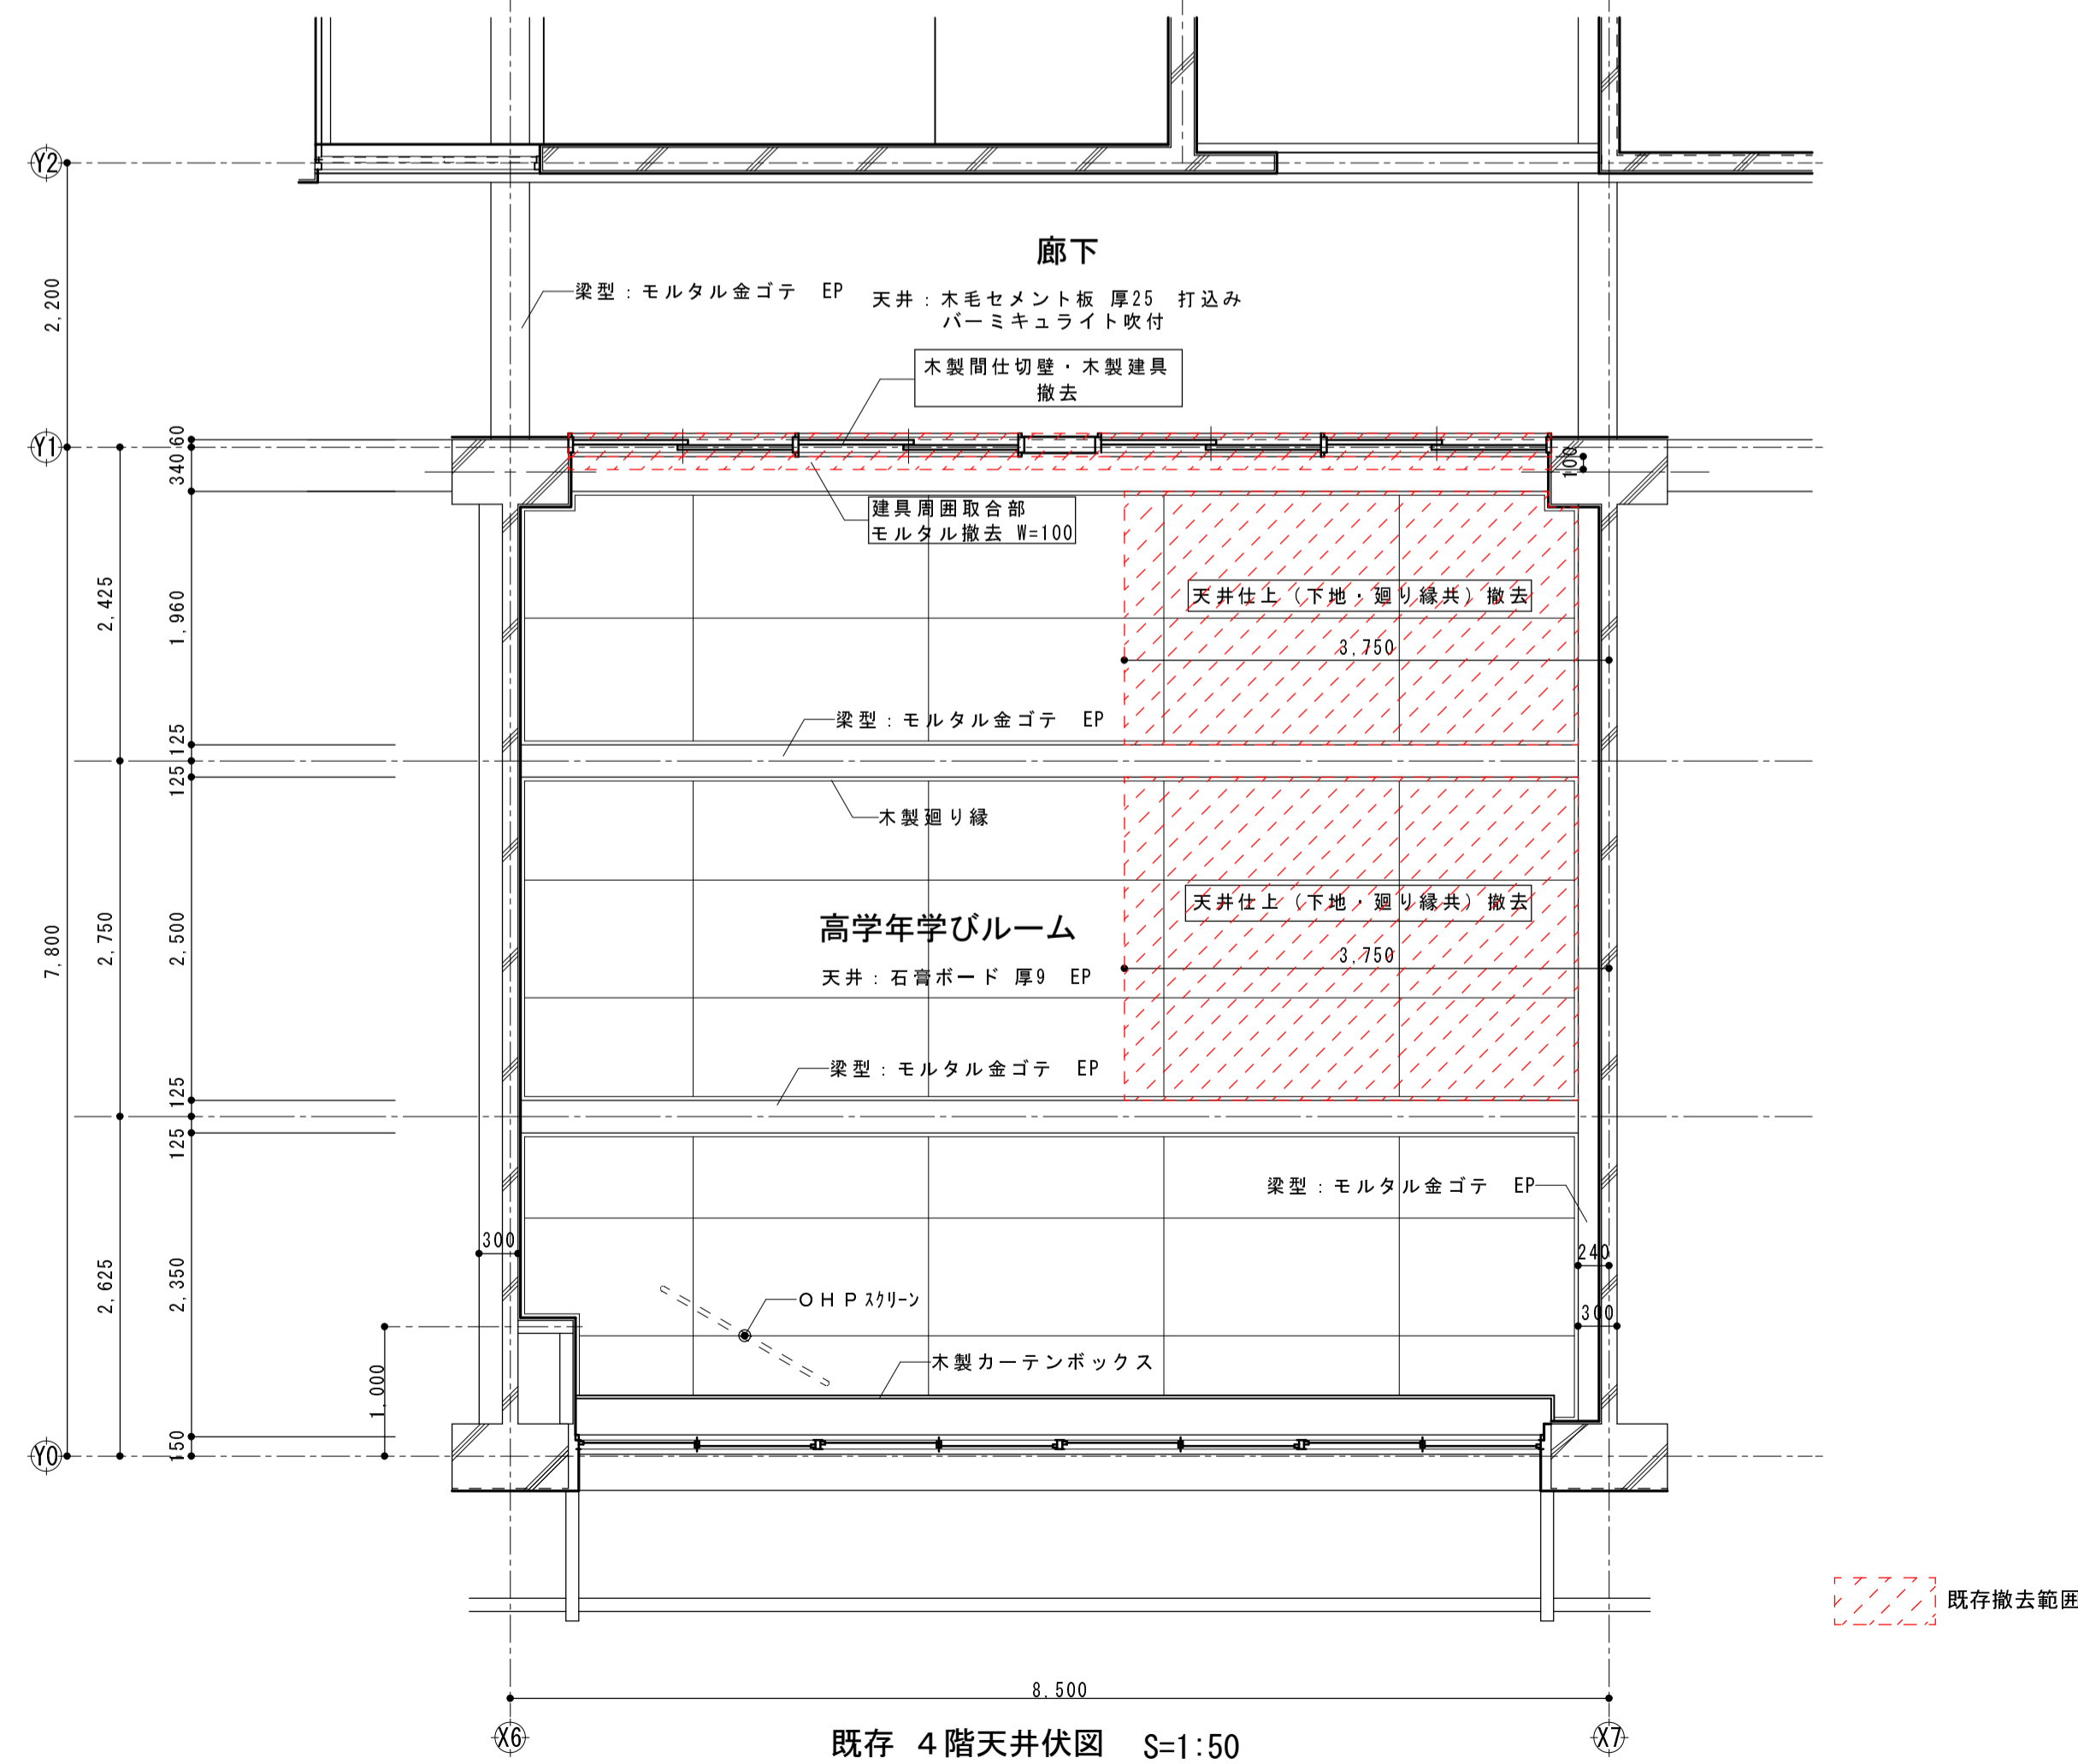 Y2
廊下
梁型：モルタル金ゴテ EP
天井：木毛セメント板 厚25 打込み
バーミキュライト吹付
2,200
木製間仕切壁・木製建具
撤去
Y1
60
340
100
建具周囲取合部
モルタル撤去 W=100
2,425
1,960
天井仕上（下地・廻り縁共）撤去
3,750
梁型：モルタル金ゴテ EP
125
125
木製廻り縁
7,800
2,750
2,500
天井仕上（下地・廻り縁共）撤去
高学年学びルーム
3,750
天井：石膏ボード 厚9 EP
梁型：モルタル金ゴテ EP
125
125
梁型：モルタル金ゴテ EP
300
240
2,625
2,350
OHPスクリーン
300
木製カーテンボックス
1,000
150
Y0
既存撤去範囲
8,500
X6
X7
既存 4階天井伏図 S=1:50